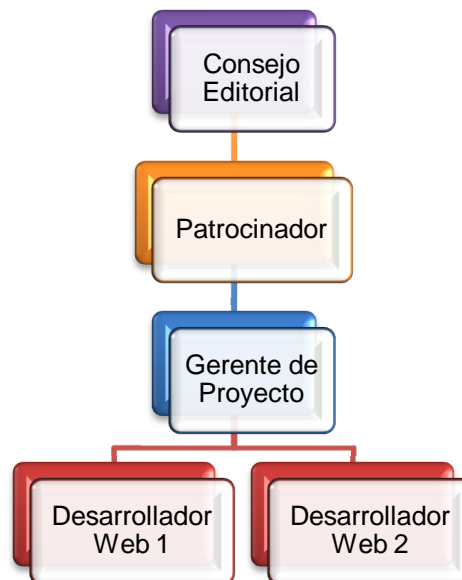 Consejo
Editorial
Patrocinador
Gerente de
Proyecto
Desarrollador
Web 1
Desarrollador
Web 2